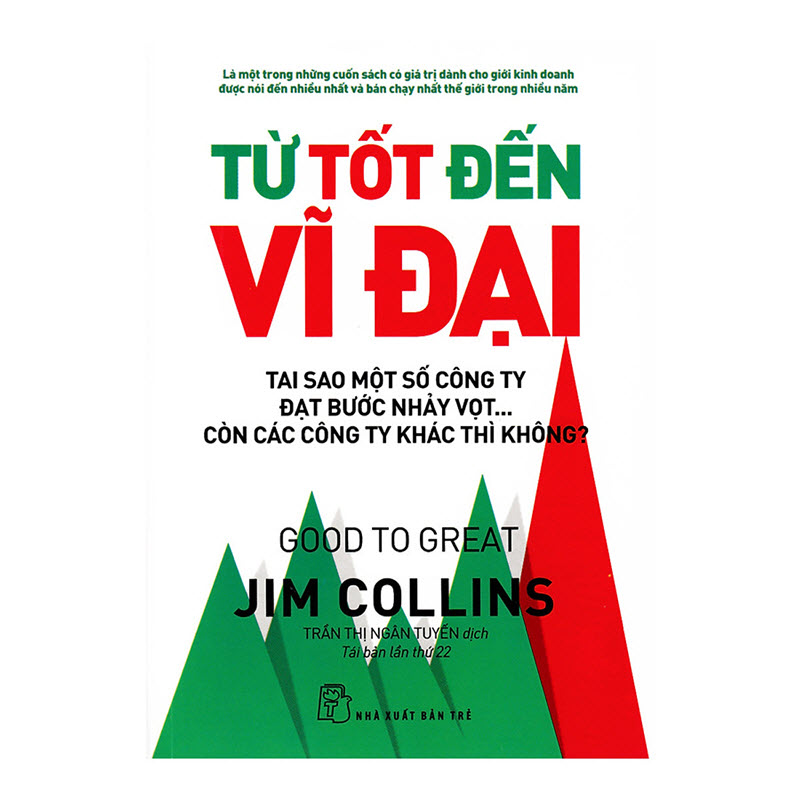 Là một trong những cuốn sách có giá trị dành cho giới kinh doanh
được nói đến nhiều nhất và bán chạy nhất thế giới trong nhiều năm
TỪ TỐT ĐẾN
VĨ ĐẠI
TAI SAO MỘT SỐ CÔNG TY
ĐẠT BƯỚC NHẢY VỌT...
CÒN CÁC CÔNG TY KHÁC THÌ KHÔNG?
GOOD TO GREAT
JIM COLLINS
TRẦN THỊ NGÂN TUYẾN dịch
Tái bản lần thứ 22
T
NHÀ XUẤT BẢN TRẺ